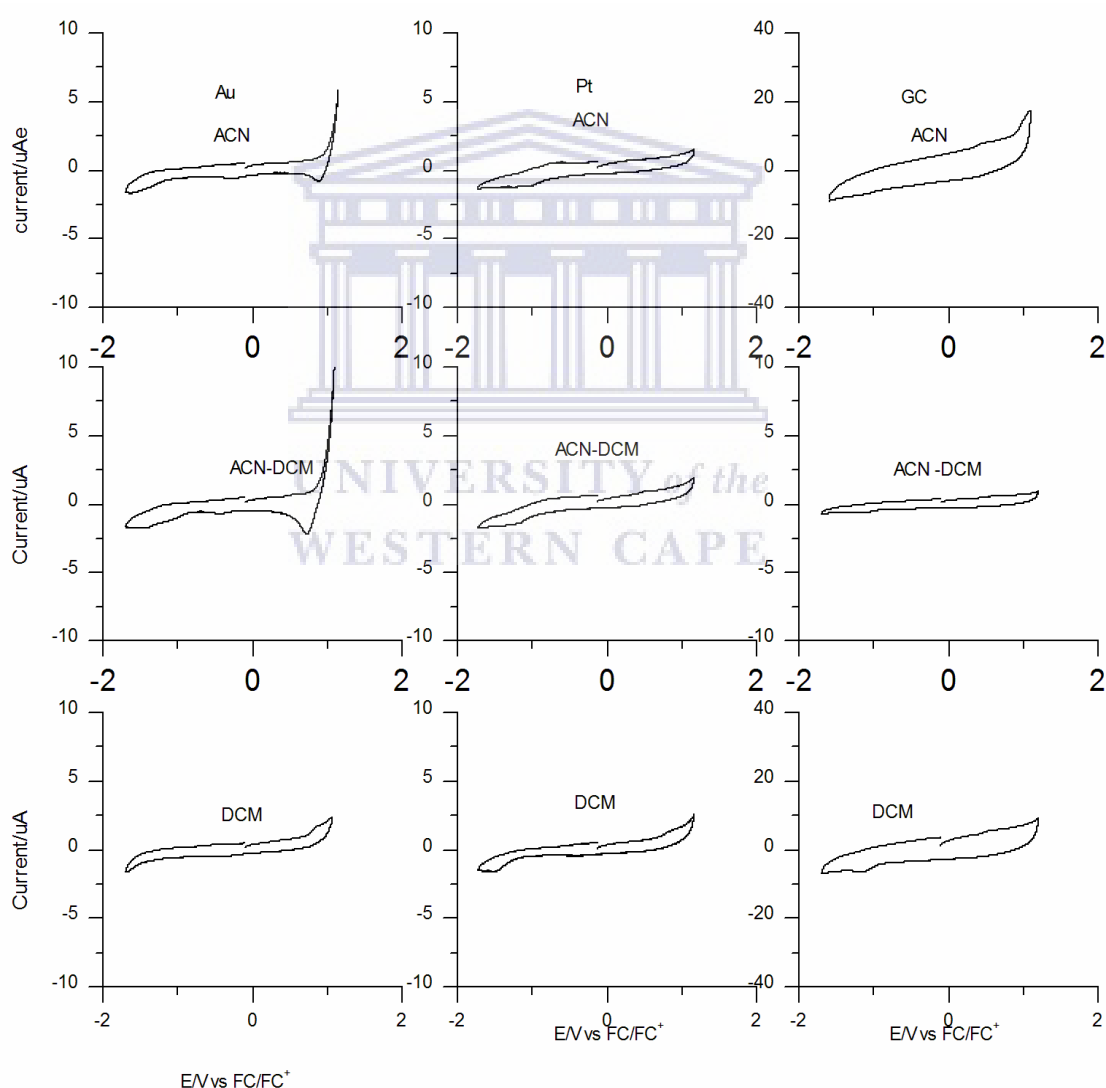 10
5
0
-5
-10
-2 0 2
current/uAe
Au
ACN
10
5
0
-5
-10
-2 0 2
Pt
ACN
40
20
0
-20
-40
-2 0 2
GC
ACN
10
5
0
-5
-10
-2 0 2
Current/uA
ACN-DCM
10
5
0
-5
-10
-2 0 2
ACN-DCM
10
5
0
-5
-10
-2 0 2
ACN -DCM
UNIVERSITY of the
WESTERN CAPE
10
5
0
-5
-10
-2 0 2
Current/uA
DCM
E/V vs FC/FC⁺
10
5
0
-5
-10
-2 0 2
DCM
E/V vs FC/FC⁺
40
20
0
-20
-40
-2 0 2
DCM
E/V vs FC/FC⁺